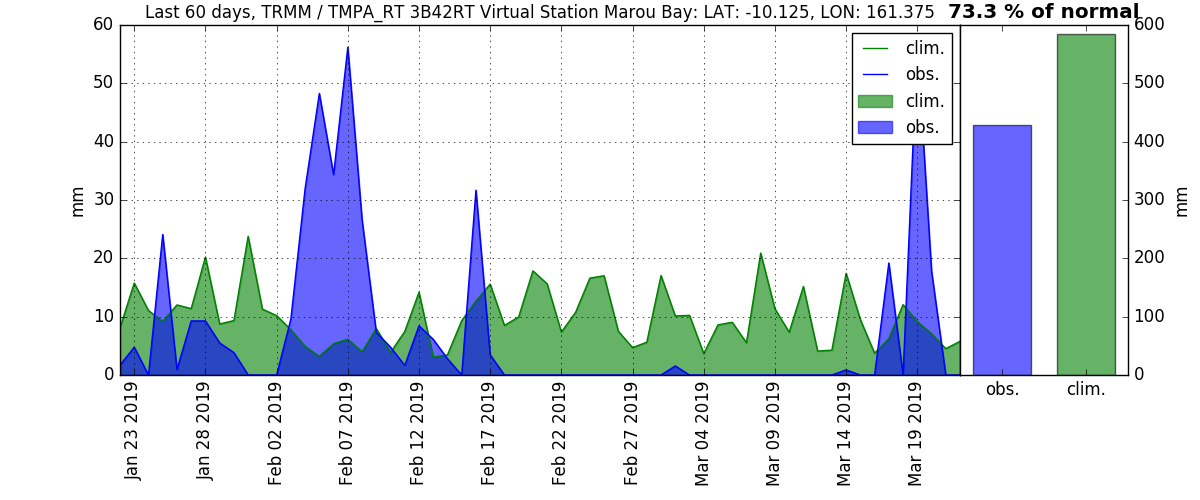 Last 60 days, TRMM / TMPA_RT 3B42RT Virtual Station Marou Bay: LAT: -10.125, LON: 161.375 73.3 % of normal
60
50
40
30
20
10
0
mm
clim.
obs.
clim.
obs.
Jan 23 2019
Jan 28 2019
Feb 02 2019
Feb 07 2019
Feb 12 2019
Feb 17 2019
Feb 22 2019
Feb 27 2019
Mar 04 2019
Mar 09 2019
Mar 14 2019
Mar 19 2019
600
500
400
300
200
100
0
mm
obs.
clim.